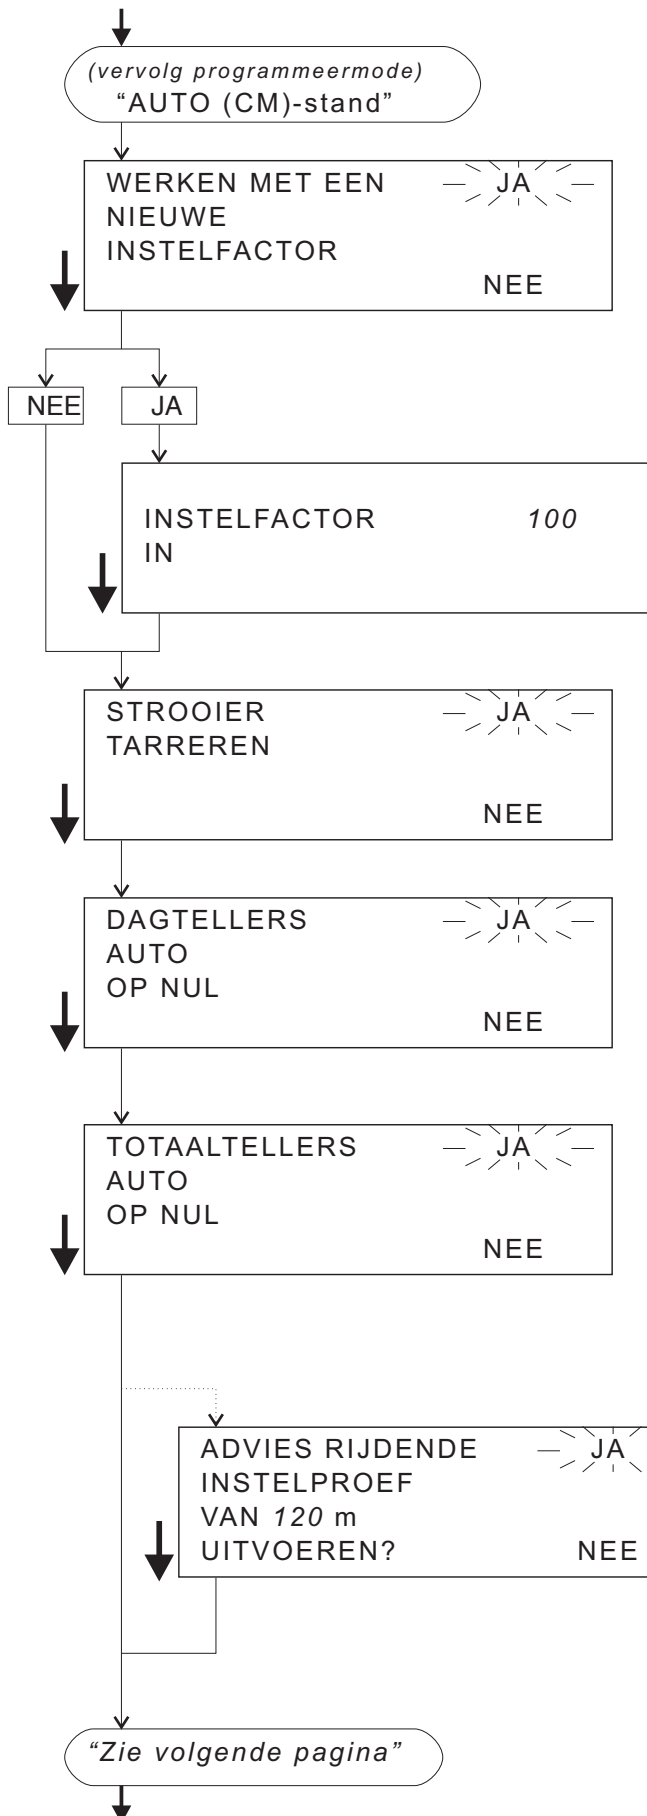 (vervolg programmeermode)
“AUTO (CM)-stand”
WERKEN MET EEN JA
NIEUWE
INSTELFACTOR
NEE
NEE JA
INSTELFACTOR 100
IN
STROOIER JA
TARREREN
NEE
DAGTELLERS JA
AUTO
OP NUL
NEE
TOTAALTELLERS JA
AUTO
OP NUL
NEE
ADVIES RIJDENDE JA
INSTELPROEF
VAN 120 m
UITVOEREN? NEE
“Zie volgende pagina”